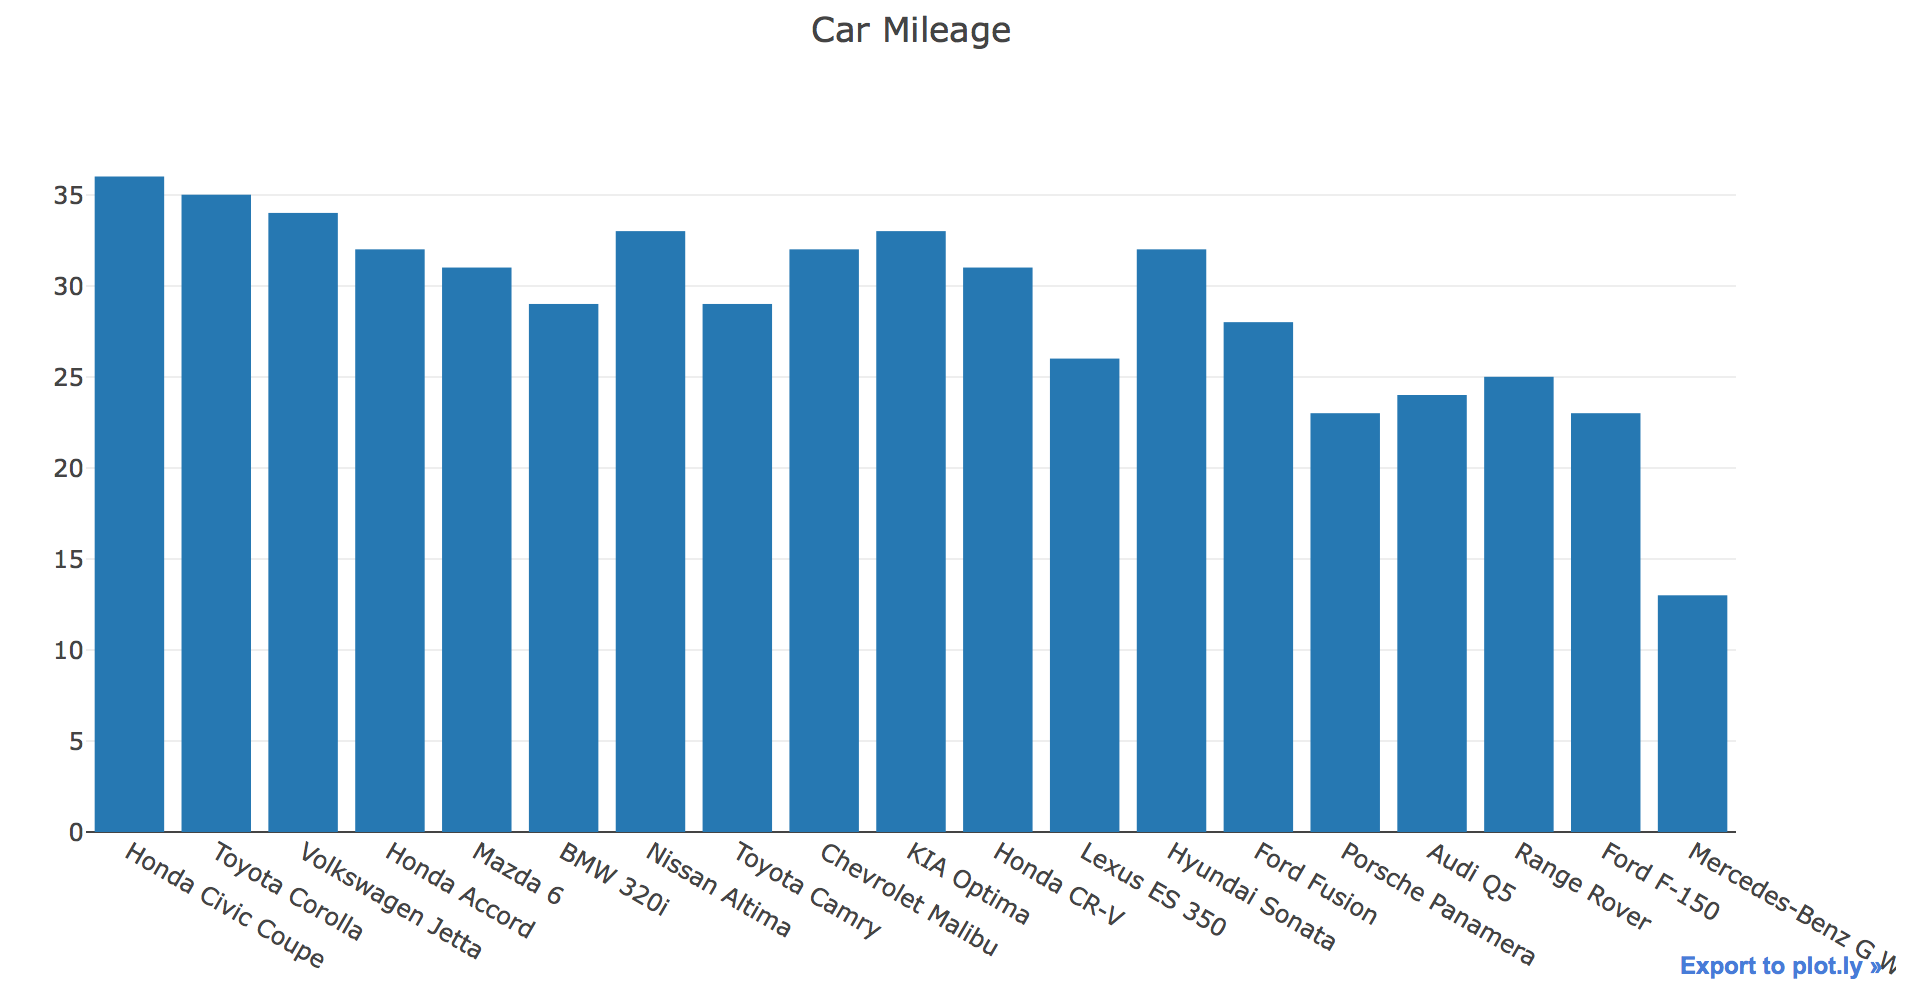 Car Mileage
35
30
25
20
15
10
5
0
Honda Civic Coupe
Toyota Corolla
Volkswagen Jetta
Honda Accord
Mazda 6
BMW 320i
Nissan Altima
Toyota Camry
Chevrolet Malibu
KIA Optima
Honda CR-V
Lexus ES 350
Hyundai Sonata
Ford Fusion
Porsche Panamera
Audi Q5
Range Rover
Ford F-150
Mercedes-Benz G W
Export to plot.ly »